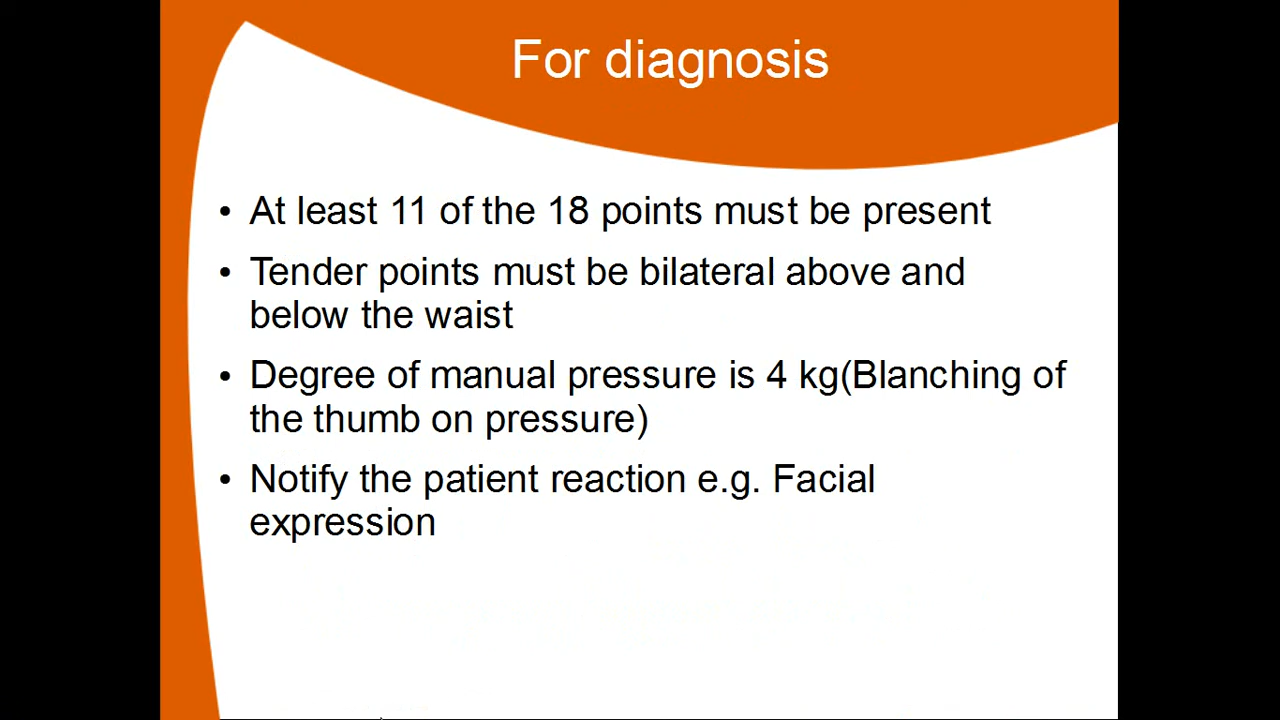 For diagnosis
• At least 11 of the 18 points must be present
• Tender points must be bilateral above and
below the waist
• Degree of manual pressure is 4 kg(Blanching of
the thumb on pressure)
• Notify the patient reaction e.g. Facial
expression